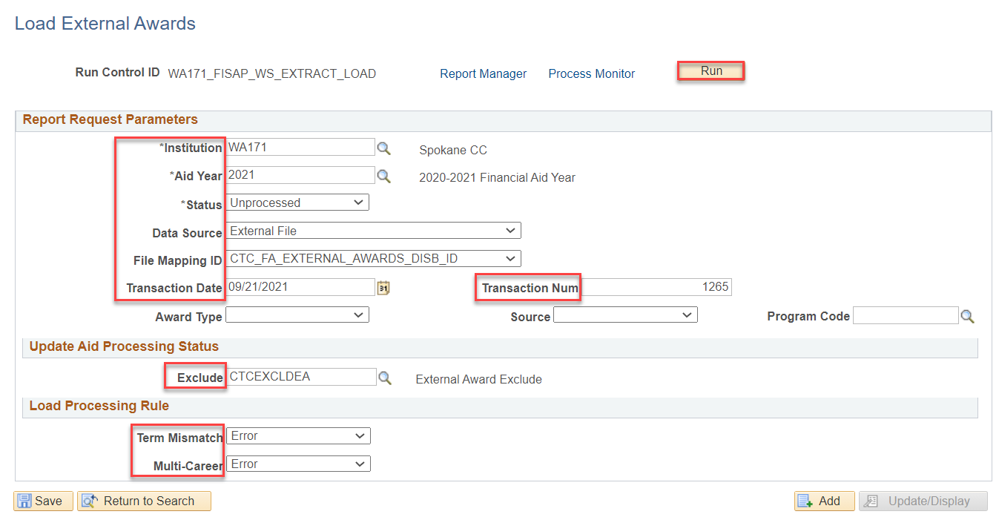 Load External Awards
Run Control ID WA171_FISAP_WS_EXTRACT_LOAD Report Manager Process Monitor Run
Report Request Parameters
*Institution WA171 Spokane CC
*Aid Year 2021 2020-2021 Financial Aid Year
*Status Unprocessed
Data Source External File
File Mapping ID CTC_FA_EXTERNAL_AWARDS_DISB_ID
Transaction Date 09/21/2021 31 Transaction Num 1265
Award Type Source Program Code
Update Aid Processing Status
Exclude CTCEXCLDEA External Award Exclude
Load Processing Rule
Term Mismatch Error
Multi-Career Error
Save Return to Search Add Update/Display